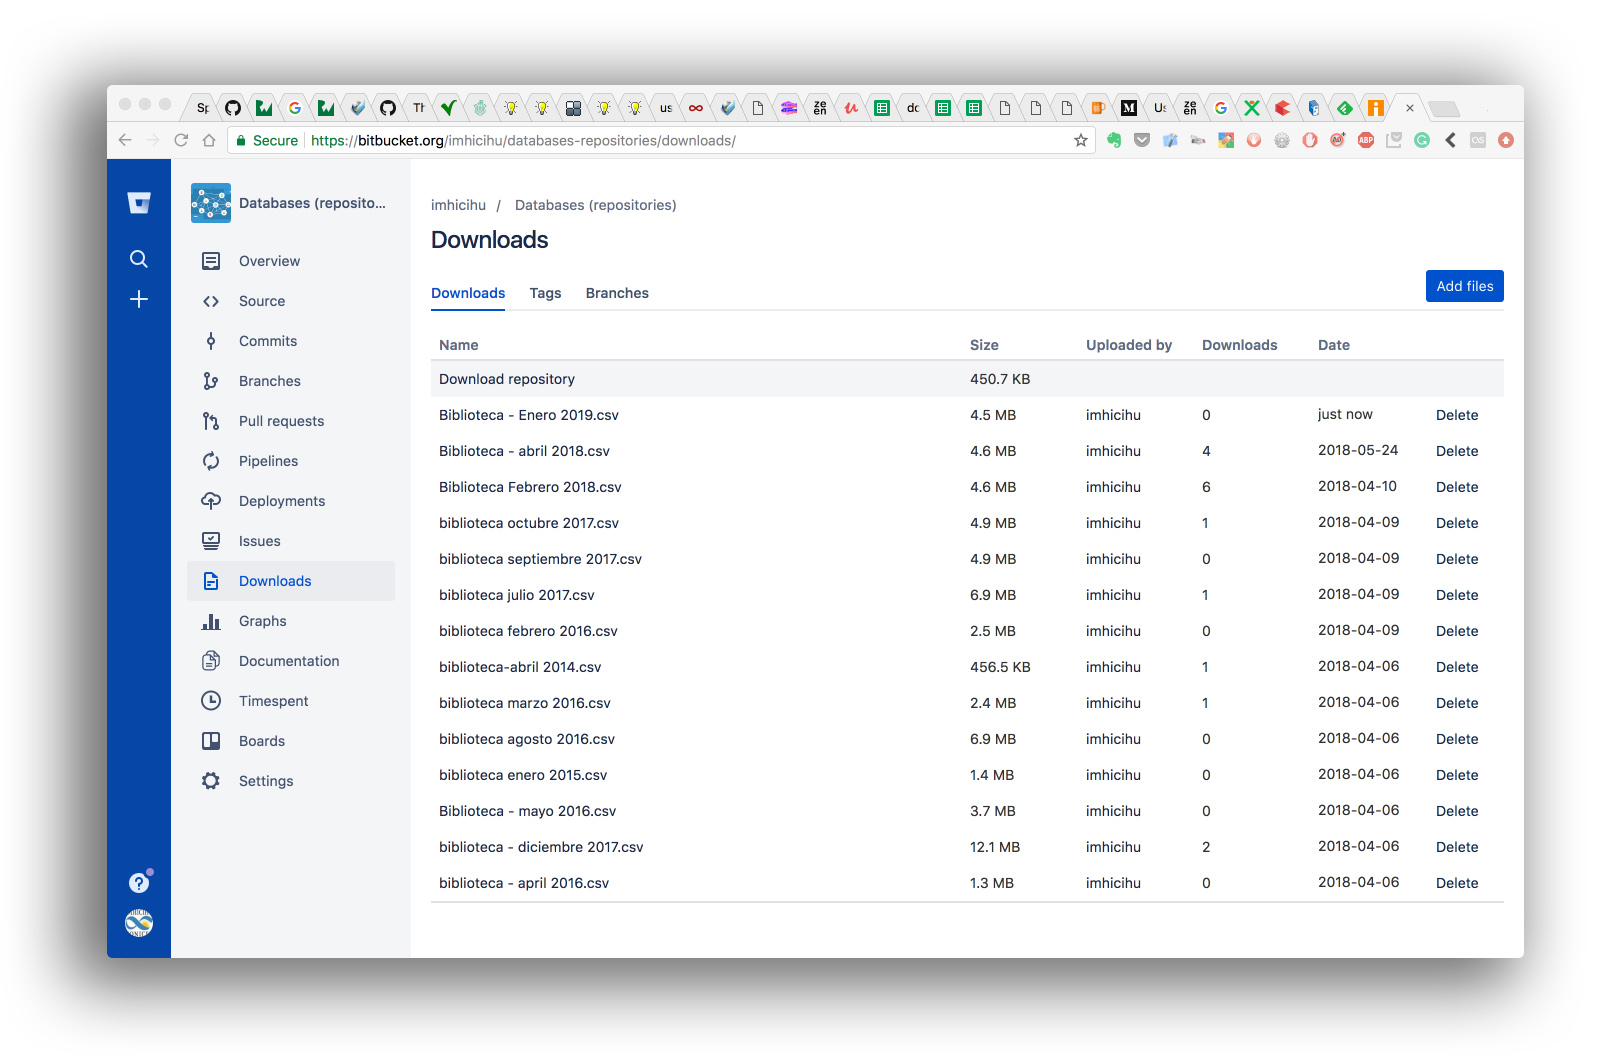 Sp
Th
us
ze
en
dc
Us
ze
en
Secure https://bitbucket.org/imhicihu/databases-repositories/downloads/
ABP
Databases (reposito...
Overview
Source
Commits
Branches
Pull requests
Pipelines
Deployments
Issues
Downloads
Graphs
Documentation
Timespent
Boards
Settings
imhicihu / Databases (repositories)
Downloads
Downloads Tags Branches
Add files
Name Size Uploaded by Downloads Date
Download repository 450.7 KB
Biblioteca - Enero 2019.csv 4.5 MB imhicihu 0 just now Delete
Biblioteca - abril 2018.csv 4.6 MB imhicihu 4 2018-05-24 Delete
Biblioteca Febrero 2018.csv 4.6 MB imhicihu 6 2018-04-10 Delete
biblioteca octubre 2017.csv 4.9 MB imhicihu 1 2018-04-09 Delete
biblioteca septiembre 2017.csv 4.9 MB imhicihu 0 2018-04-09 Delete
biblioteca julio 2017.csv 6.9 MB imhicihu 1 2018-04-09 Delete
biblioteca febrero 2016.csv 2.5 MB imhicihu 0 2018-04-09 Delete
biblioteca-abril 2014.csv 456.5 KB imhicihu 1 2018-04-06 Delete
biblioteca marzo 2016.csv 2.4 MB imhicihu 1 2018-04-06 Delete
biblioteca agosto 2016.csv 6.9 MB imhicihu 0 2018-04-06 Delete
biblioteca enero 2015.csv 1.4 MB imhicihu 0 2018-04-06 Delete
Biblioteca - mayo 2016.csv 3.7 MB imhicihu 0 2018-04-06 Delete
biblioteca - diciembre 2017.csv 12.1 MB imhicihu 2 2018-04-06 Delete
biblioteca - april 2016.csv 1.3 MB imhicihu 0 2018-04-06 Delete